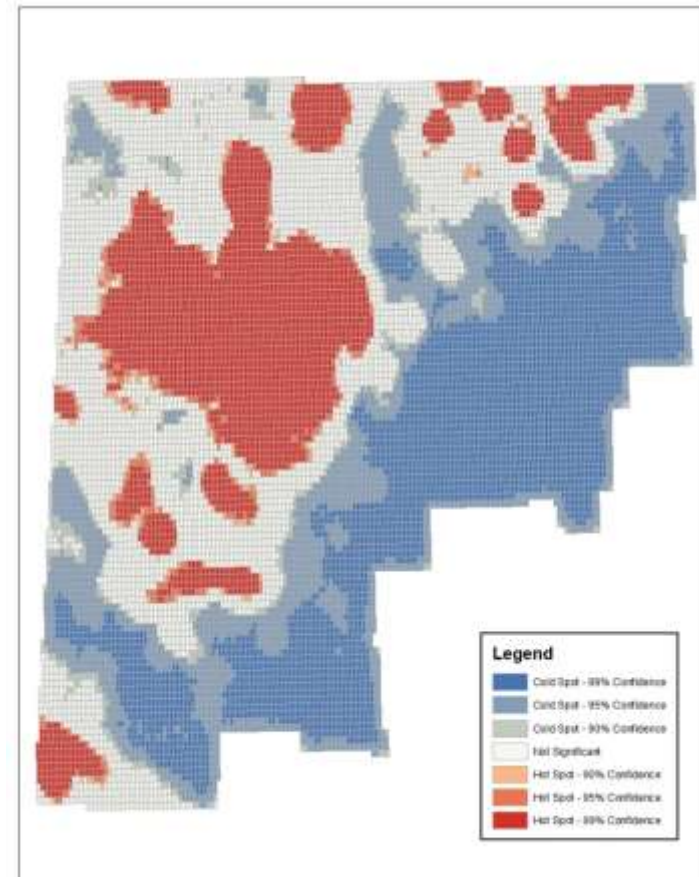 Legend
Cold Spot - 99% Confidence
Cold Spot - 95% Confidence
Cold Spot - 90% Confidence
Not Significant
Hot Spot - 90% Confidence
Hot Spot - 95% Confidence
Hot Spot - 99% Confidence